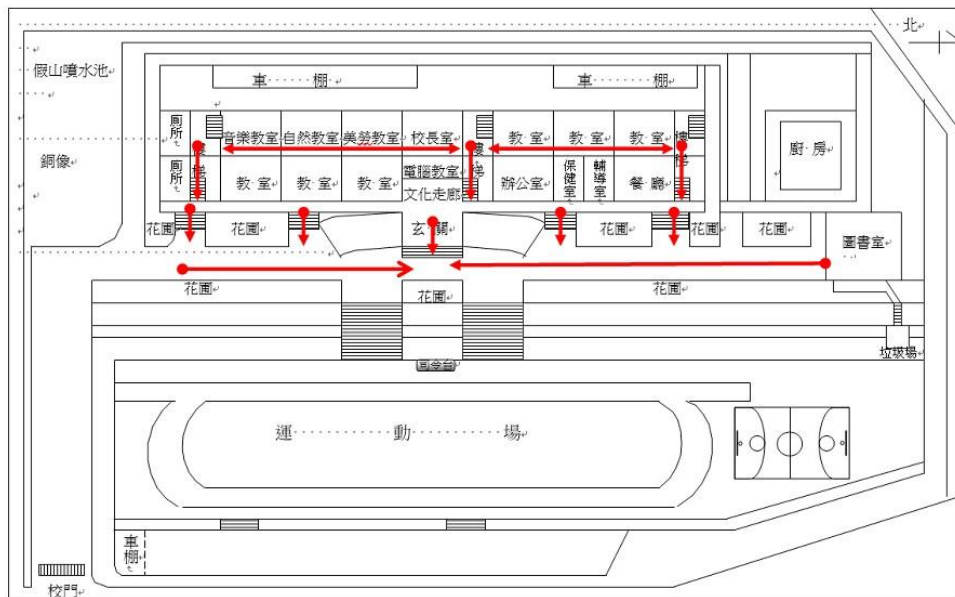 北
假山噴水池
車 棚
車 棚
廁所
音樂教室
自然教室
美勞教室
校長室
樓梯
教室
教室
教室
樓梯
廚房
銅像
廁所
樓梯
教室
教室
教室
電腦教室
文化走廊
辦公室
保健室
輔導室
餐廳
花圃
花圃
玄關
花圃
花圃
花圃
圖書室
花圃
花圃
花圃
司令台
垃圾場
運 動 場
車棚
校門